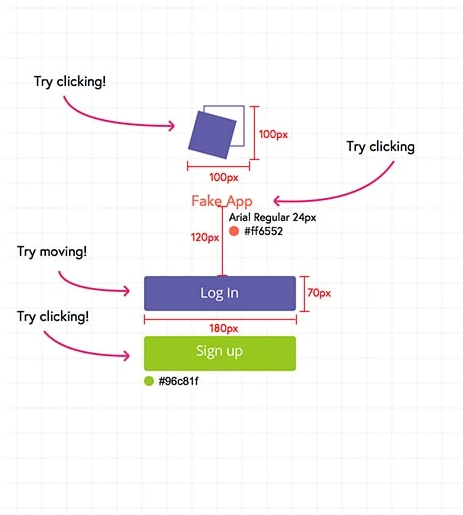 Try clicking!
100px
Try clicking
100px
Fake App
Arial Regular 24px
#ff6552
120px
Try moving!
Log In
70px
Try clicking!
180px
Sign up
#96c81f